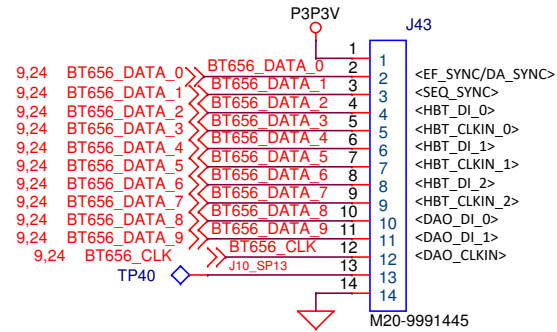 P3P3V
J43
1 1
9,24 BT656_DATA_0 BT656_DATA_0 2 2 <EF_SYNC/DA_SYNC>
9,24 BT656_DATA_1 BT656_DATA_1 3 3 <SEQ_SYNC>
9,24 BT656_DATA_2 BT656_DATA_2 4 4 <HBT_DI_0>
9,24 BT656_DATA_3 BT656_DATA_3 5 5 <HBT_CLKIN_0>
9,24 BT656_DATA_4 BT656_DATA_4 6 6 <HBT_DI_1>
9,24 BT656_DATA_5 BT656_DATA_5 7 7 <HBT_CLKIN_1>
9,24 BT656_DATA_6 BT656_DATA_6 8 8 <HBT_DI_2>
9,24 BT656_DATA_7 BT656_DATA_7 9 9 <HBT_CLKIN_2>
9,24 BT656_DATA_8 BT656_DATA_8 10 10 <DAO_DI_0>
9,24 BT656_DATA_9 BT656_DATA_9 11 11 <DAO_DI_1>
9,24 BT656_CLK BT656_CLK 12 12 <DAO_CLKIN>
TP40 J10_SP13 13 13
14 14
M20-9991445